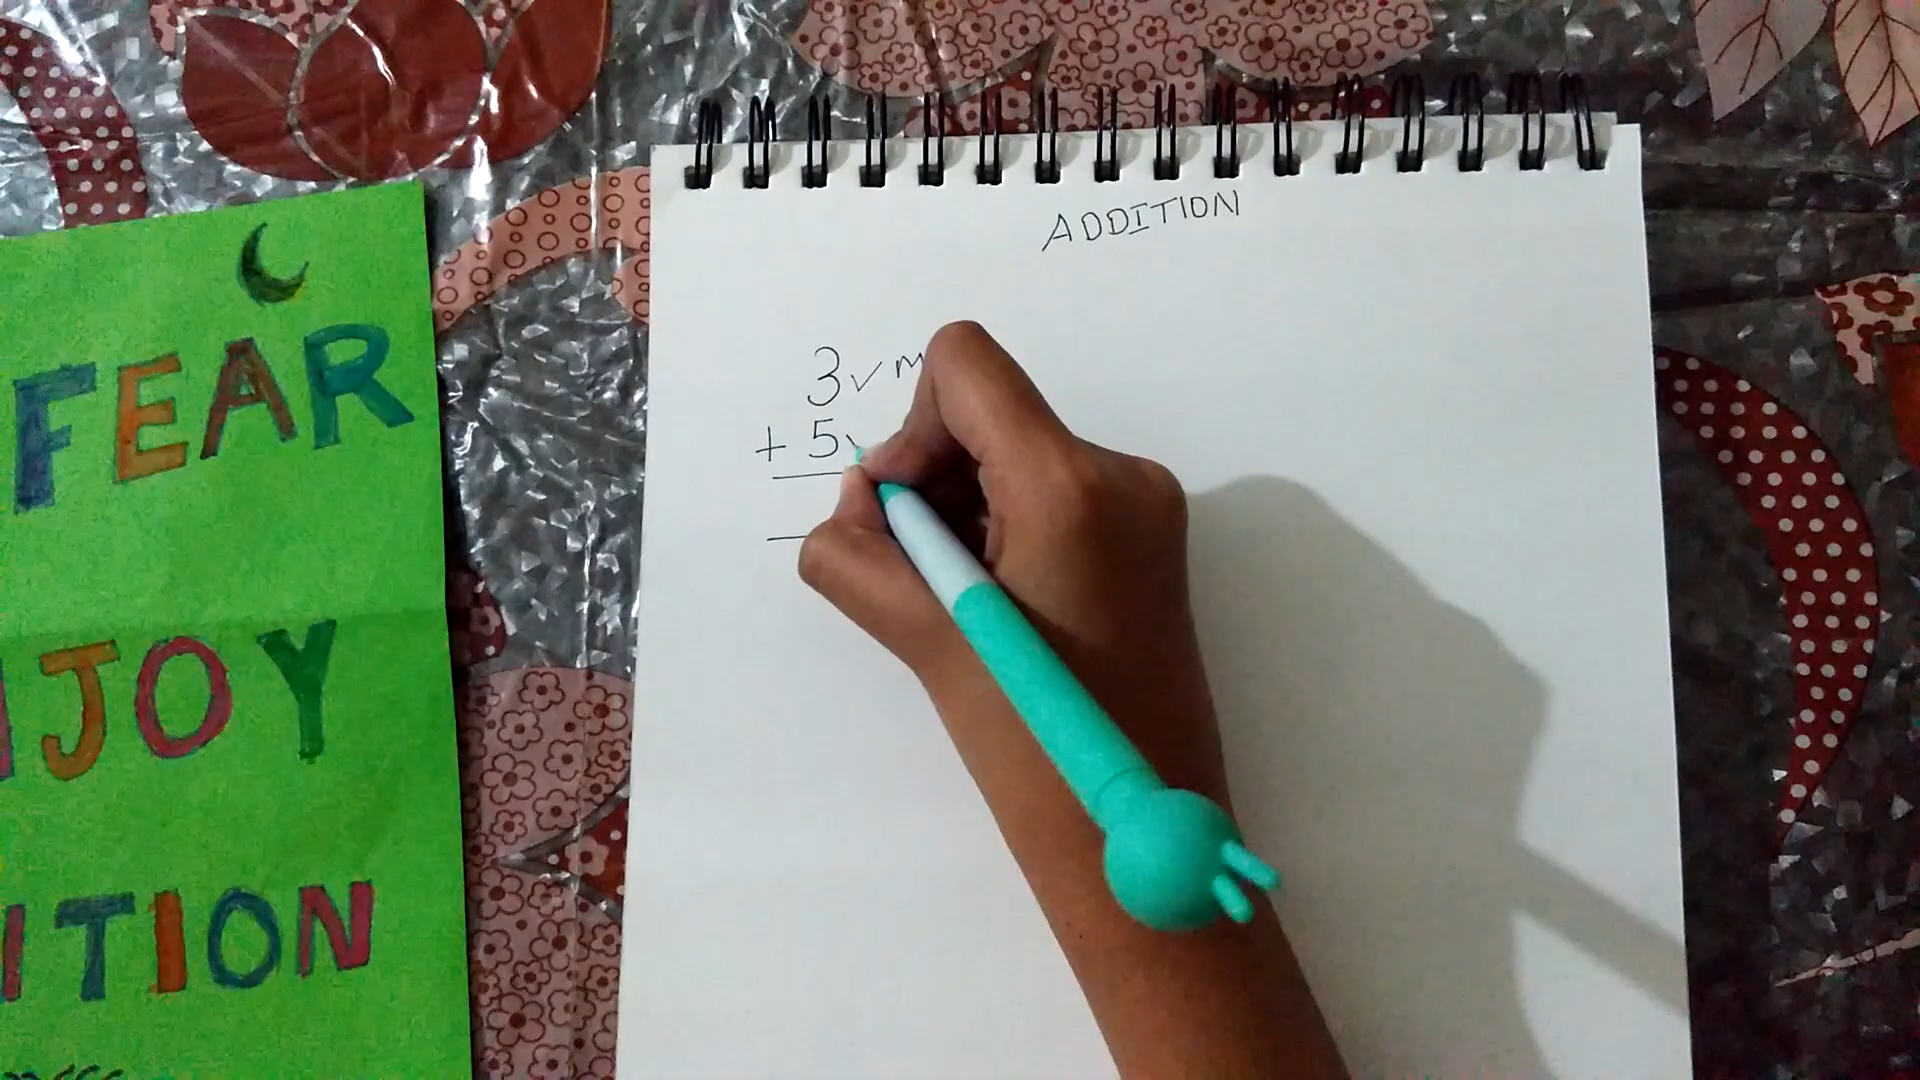 FEAR
JOY
ITION
ADDITION
3✓ m
+ 5✓